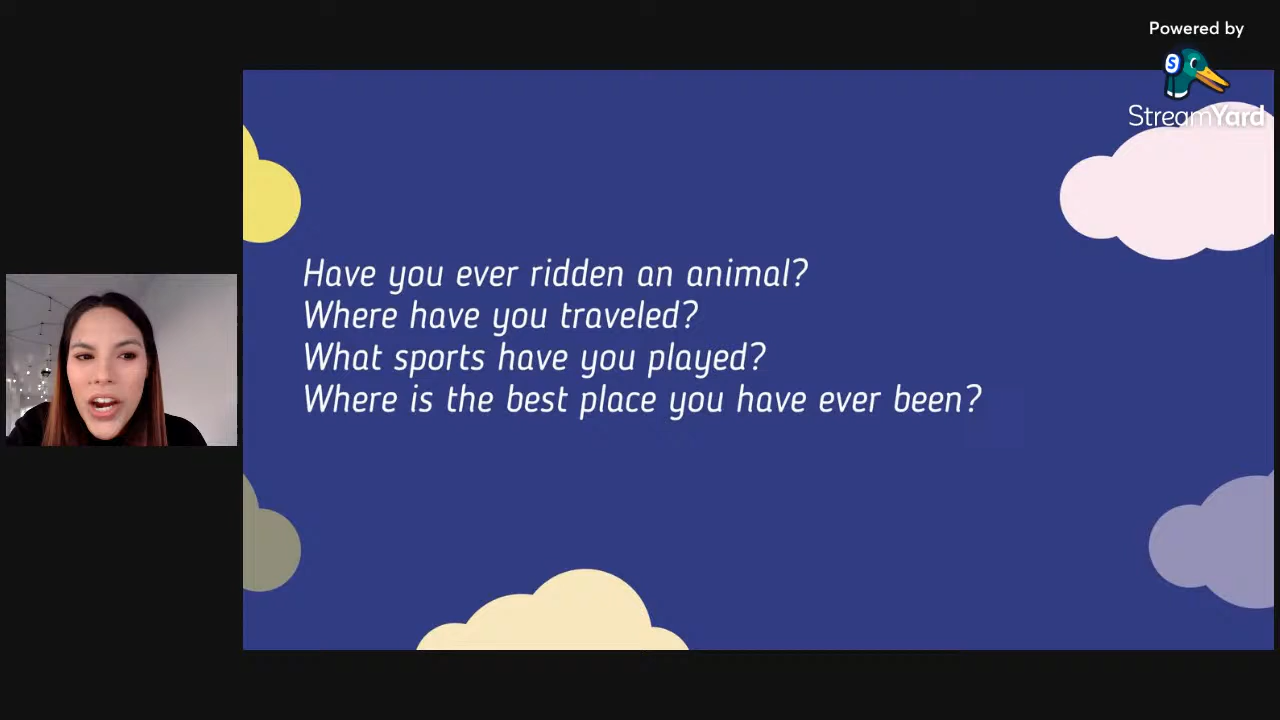 Powered by
S
StreamYard
Have you ever ridden an animal?
Where have you traveled?
What sports have you played?
Where is the best place you have ever been?